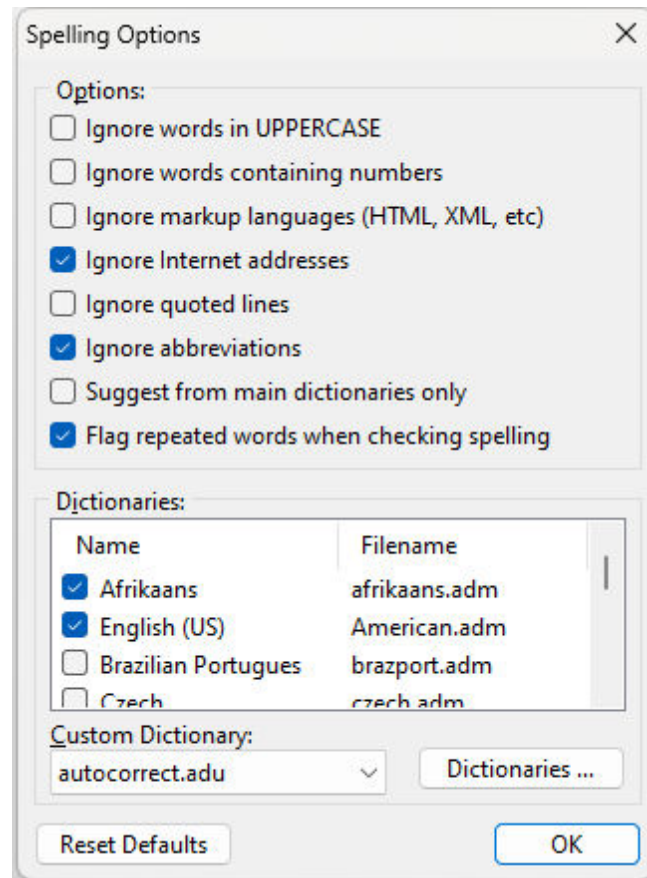 Spelling Options
Options:
Ignore words in UPPERCASE
Ignore words containing numbers
Ignore markup languages (HTML, XML, etc)
Ignore Internet addresses
Ignore quoted lines
Ignore abbreviations
Suggest from main dictionaries only
Flag repeated words when checking spelling
Dictionaries:
Name Filename
Afrikaans afrikaans.adm
English (US) American.adm
Brazilian Portugues brazport.adm
Czech czech.adm
Custom Dictionary:
autocorrect.adu Dictionaries ...
Reset Defaults OK